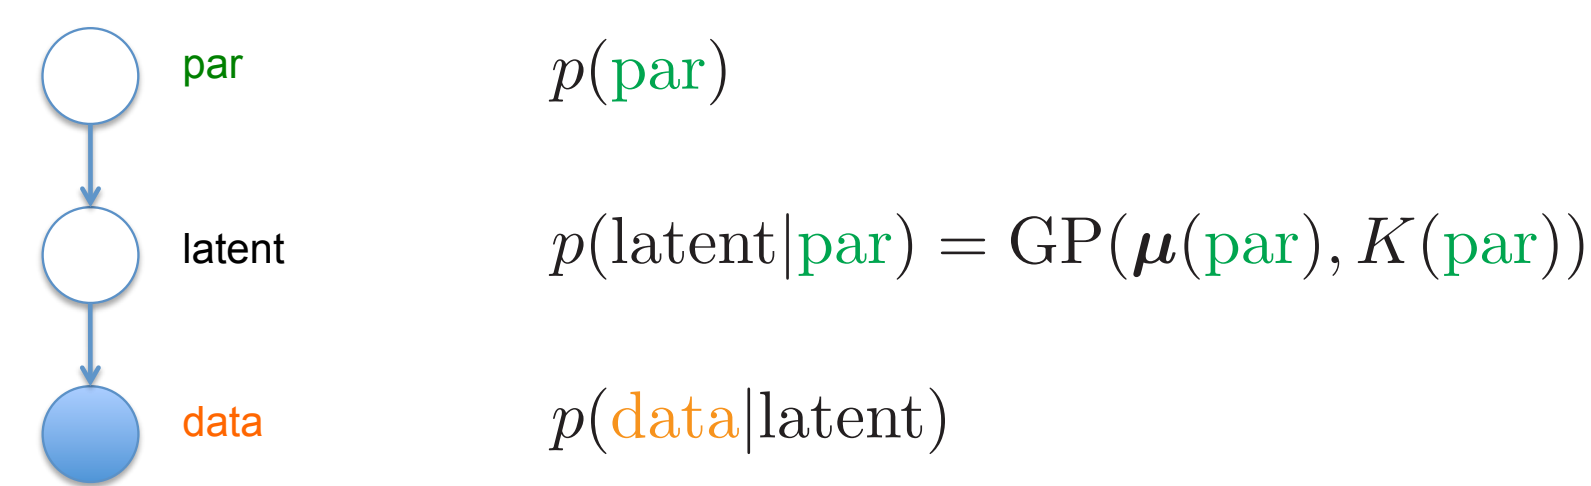 par p(par)
latent p(latent|par) = GP(μ(par), K(par))
data p(data|latent)